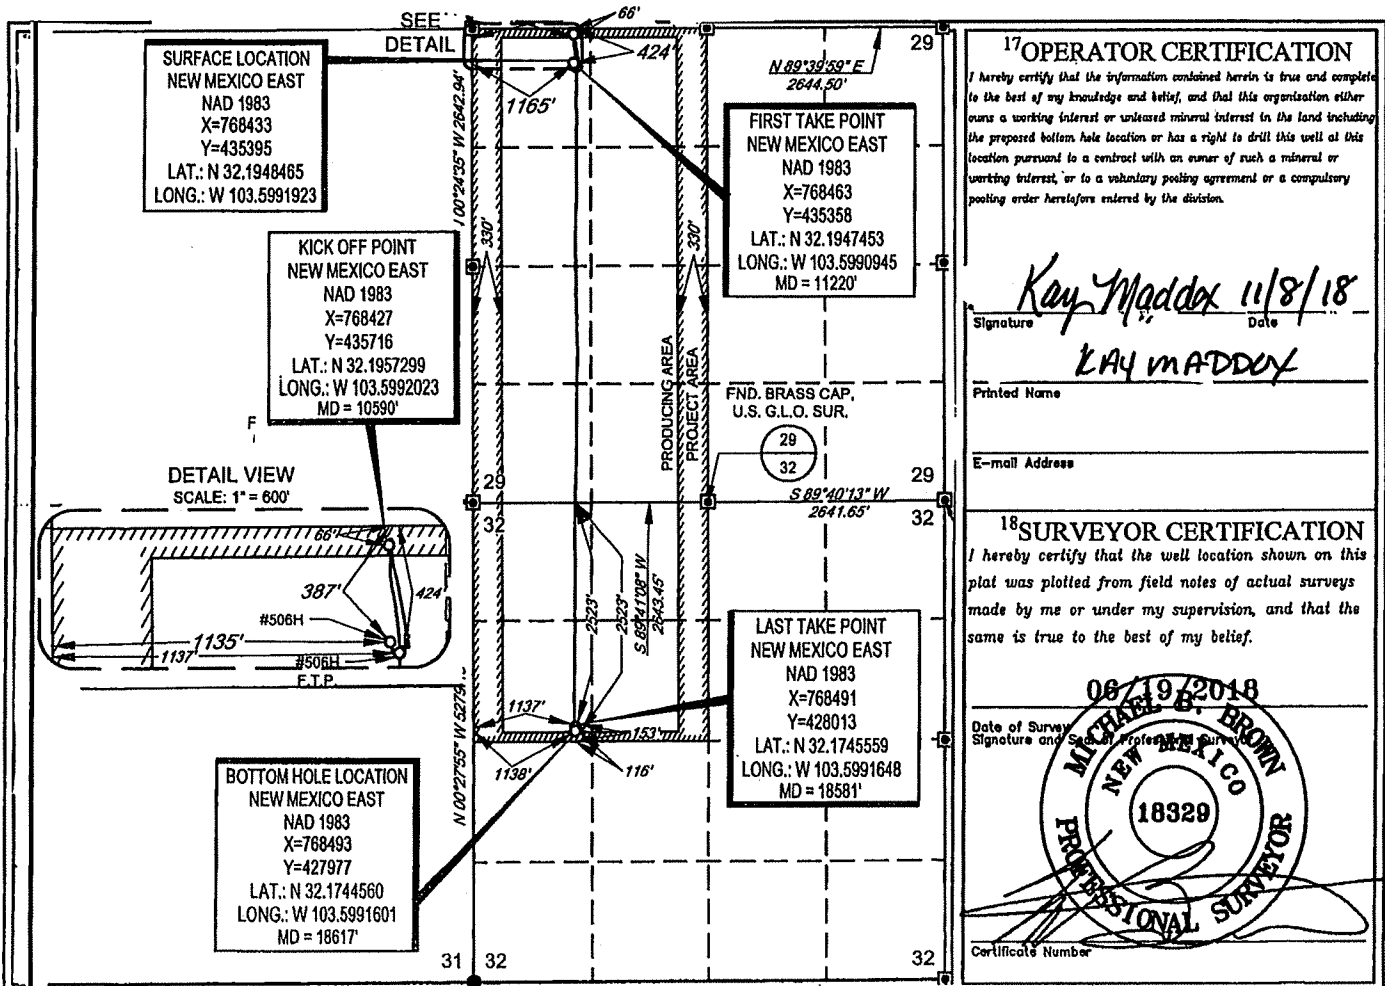 SEE
DETAIL
66'
424'
1165'
29
N 89°39'59" E
2644.50'
SURFACE LOCATION
NEW MEXICO EAST
NAD 1983
X=768433
Y=435395
LAT.: N 32.1948465
LONG.: W 103.5991923
00°24'35" W 2642.94'
FIRST TAKE POINT
NEW MEXICO EAST
NAD 1983
X=768463
Y=435358
LAT.: N 32.1947453
LONG.: W 103.5990945
MD = 11220'
KICK OFF POINT
NEW MEXICO EAST
NAD 1983
X=768427
Y=435716
LAT.: N 32.1957299
LONG.: W 103.5992023
MD = 10590'
330'
330'
PRODUCING AREA
PROJECT AREA
FND. BRASS CAP,
U.S. G.L.O. SUR.
29
32
F
DETAIL VIEW
SCALE: 1" = 600'
66'
387'
424'
#506H
1135'
1137'
#506H
F.T.P.
29
32
S 89°40'13" W
2641.65'
29
32
2523'
2523'
S 89°41'08" W
2643.45'
LAST TAKE POINT
NEW MEXICO EAST
NAD 1983
X=768491
Y=428013
LAT.: N 32.1745559
LONG.: W 103.5991648
MD = 18581'
N 00°27'55" W 5279.
1137'
153'
1138'
116'
BOTTOM HOLE LOCATION
NEW MEXICO EAST
NAD 1983
X=768493
Y=427977
LAT.: N 32.1744560
LONG.: W 103.5991601
MD = 18617'
31
32
32
17 OPERATOR CERTIFICATION
I hereby certify that the information contained herein is true and complete
to the best of my knowledge and belief, and that this organization either
owns a working interest or unleased mineral interest in the land including
the proposed bottom hole location or has a right to drill this well at this
location pursuant to a contract with an owner of such a mineral or
working interest, or to a voluntary pooling agreement or a compulsory
pooling order heretofore entered by the division.
Kay Maddox 11/8/18
Signature Date
KAY MADDOX
Printed Name
E-mail Address
18 SURVEYOR CERTIFICATION
I hereby certify that the well location shown on this
plat was plotted from field notes of actual surveys
made by me or under my supervision, and that the
same is true to the best of my belief.
06/19/2018
Date of Survey
Signature and Seal of Professional Surveyor
MICHAEL B. BROWN
NEW MEXICO
18329
PROFESSIONAL SURVEYOR
Certificate Number